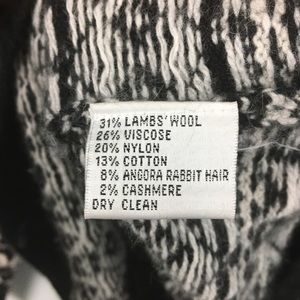 31% LAMBS' WOOL
26% VISCOSE
20% NYLON
13% COTTON
8% ANGORA RABBIT HAIR
2% CASHMERE
DRY CLEAN